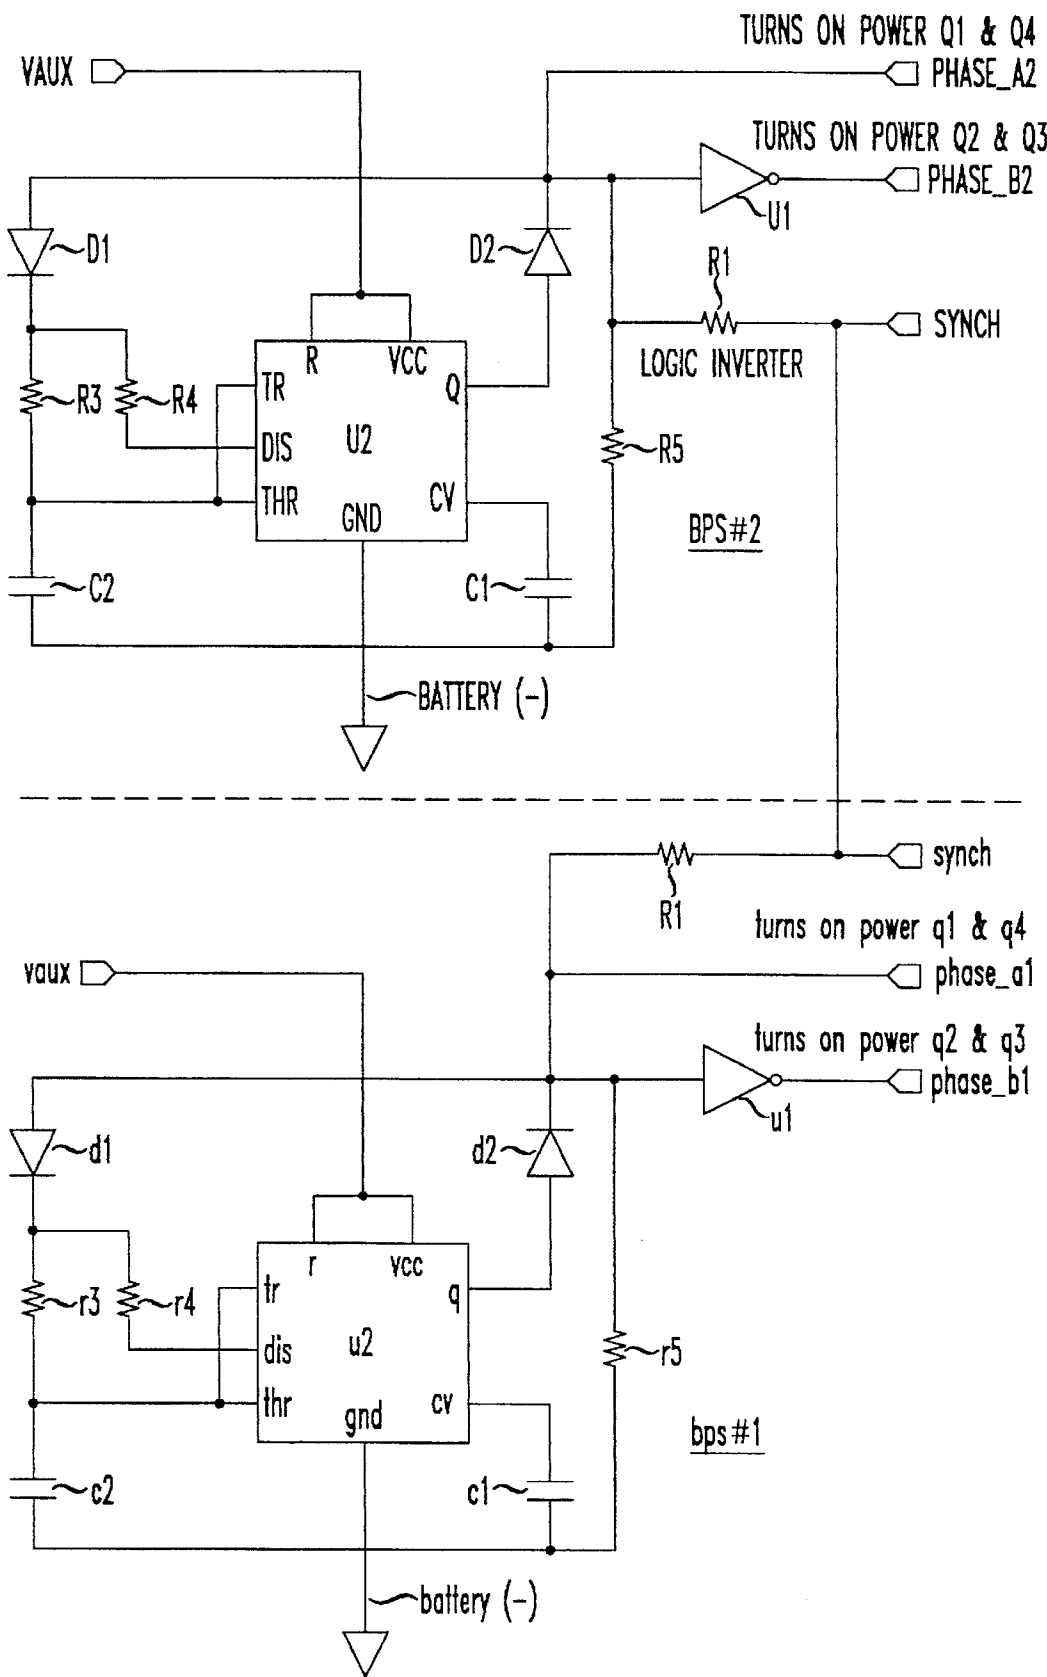 TURNS ON POWER Q1 & Q4
VAUX
PHASE_A2
TURNS ON POWER Q2 & Q3
PHASE_B2
U1
D1
D2
R1
SYNCH
LOGIC INVERTER
R
VCC
TR
Q
R3
R4
U2
DIS
R5
THR
CV
GND
BPS#2
C2
C1
BATTERY (-)
synch
R1
turns on power q1 & q4
vaux
phase_a1
turns on power q2 & q3
phase_b1
u1
d1
d2
r
vcc
tr
q
r3
r4
u2
dis
r5
thr
cv
gnd
bps#1
c2
c1
battery (-)